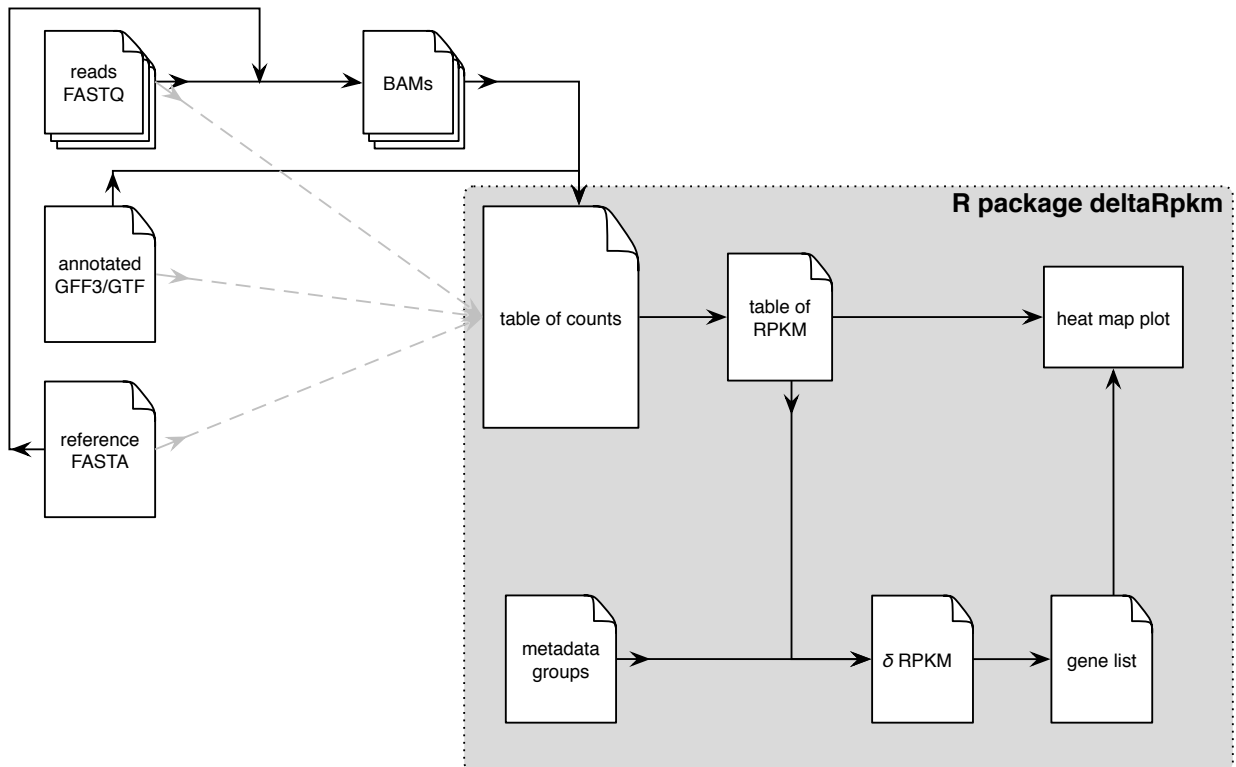 reads
FASTQ
BAMs
R package deltaRpkm
annotated
GFF3/GTF
table of counts
table of
RPKM
heat map plot
reference
FASTA
metadata
groups
δ RPKM
gene list